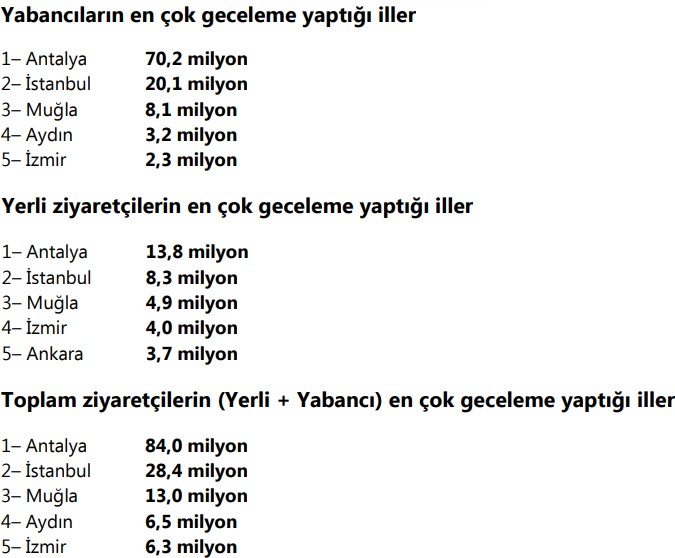 Yabancıların en çok geceleme yaptığı iller
1– Antalya 70,2 milyon
2– İstanbul 20,1 milyon
3– Muğla 8,1 milyon
4– Aydın 3,2 milyon
5– İzmir 2,3 milyon
Yerli ziyaretçilerin en çok geceleme yaptığı iller
1– Antalya 13,8 milyon
2– İstanbul 8,3 milyon
3– Muğla 4,9 milyon
4– İzmir 4,0 milyon
5– Ankara 3,7 milyon
Toplam ziyaretçilerin (Yerli + Yabancı) en çok geceleme yaptığı iller
1– Antalya 84,0 milyon
2– İstanbul 28,4 milyon
3– Muğla 13,0 milyon
4– Aydın 6,5 milyon
5– İzmir 6,3 milyon